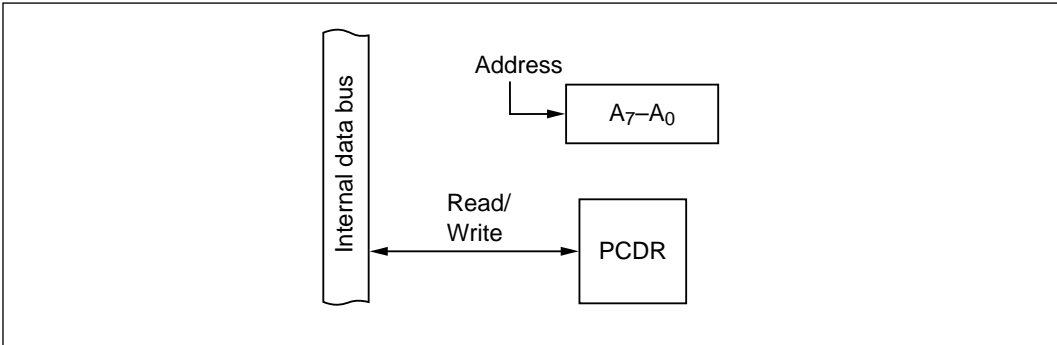 Internal data bus
Address
A7–A0
Read/
Write
PCDR